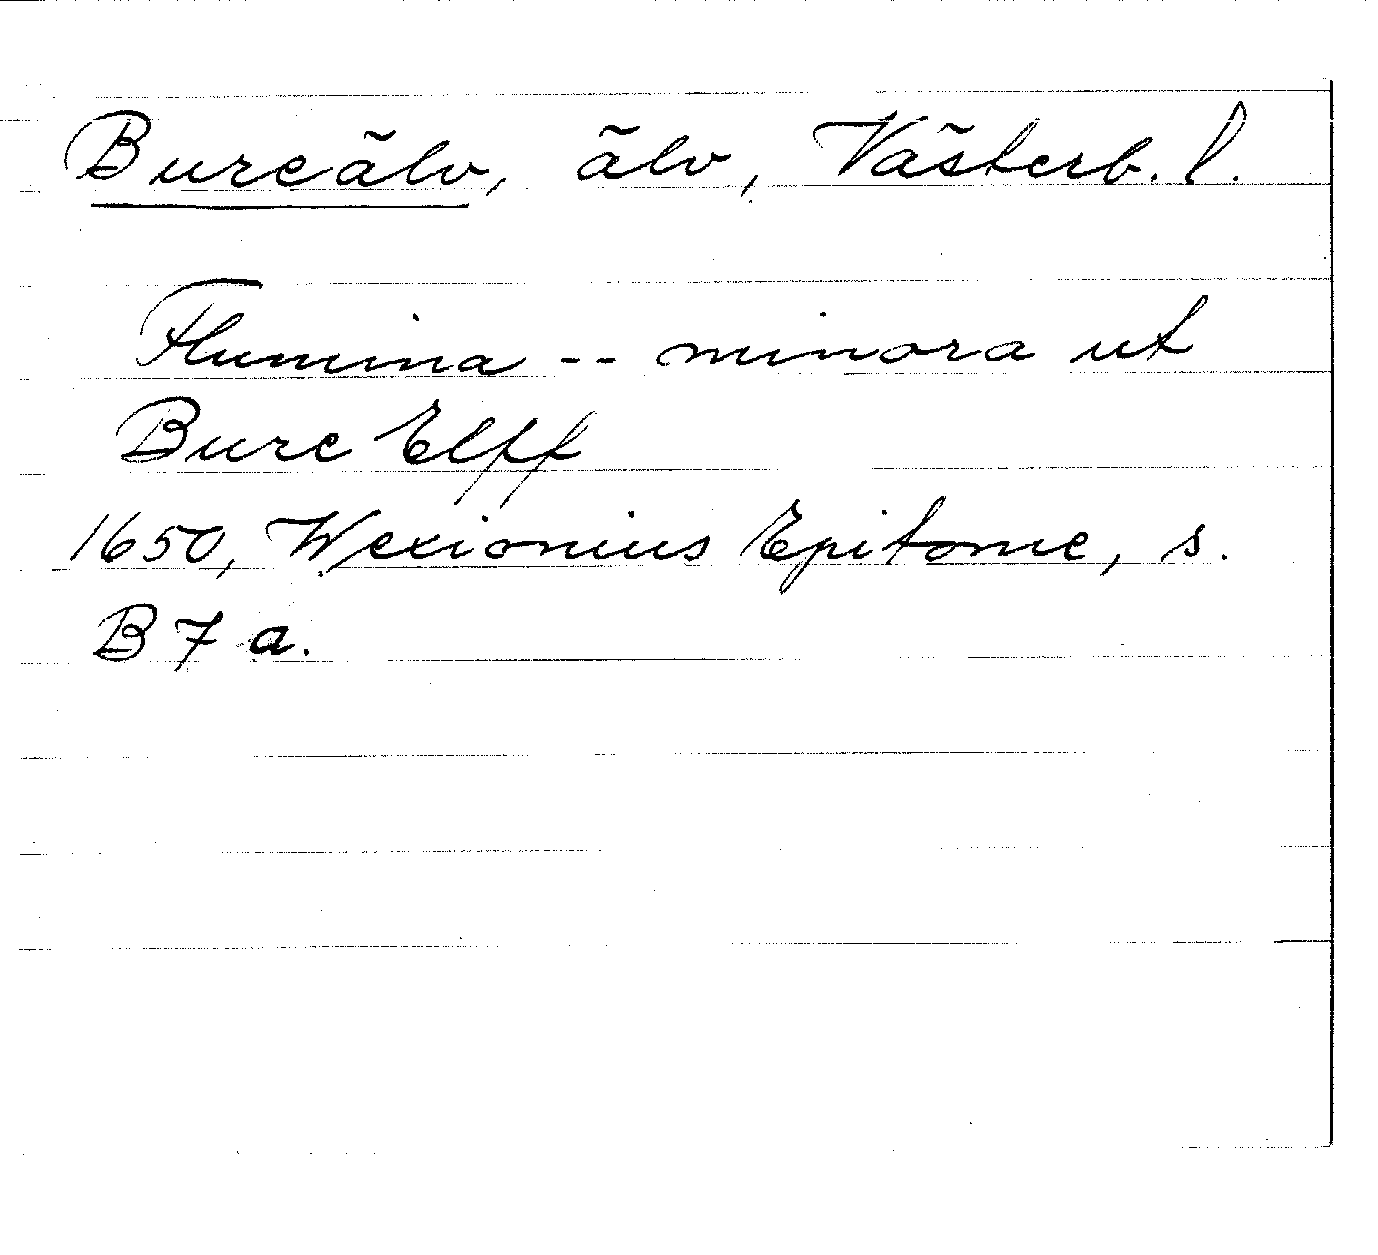 Bureälv, älv, Västerb. l.
Flumina -- minora ut
Bure Elff
1650, Wexionius Epitome, s.
B 7 a.